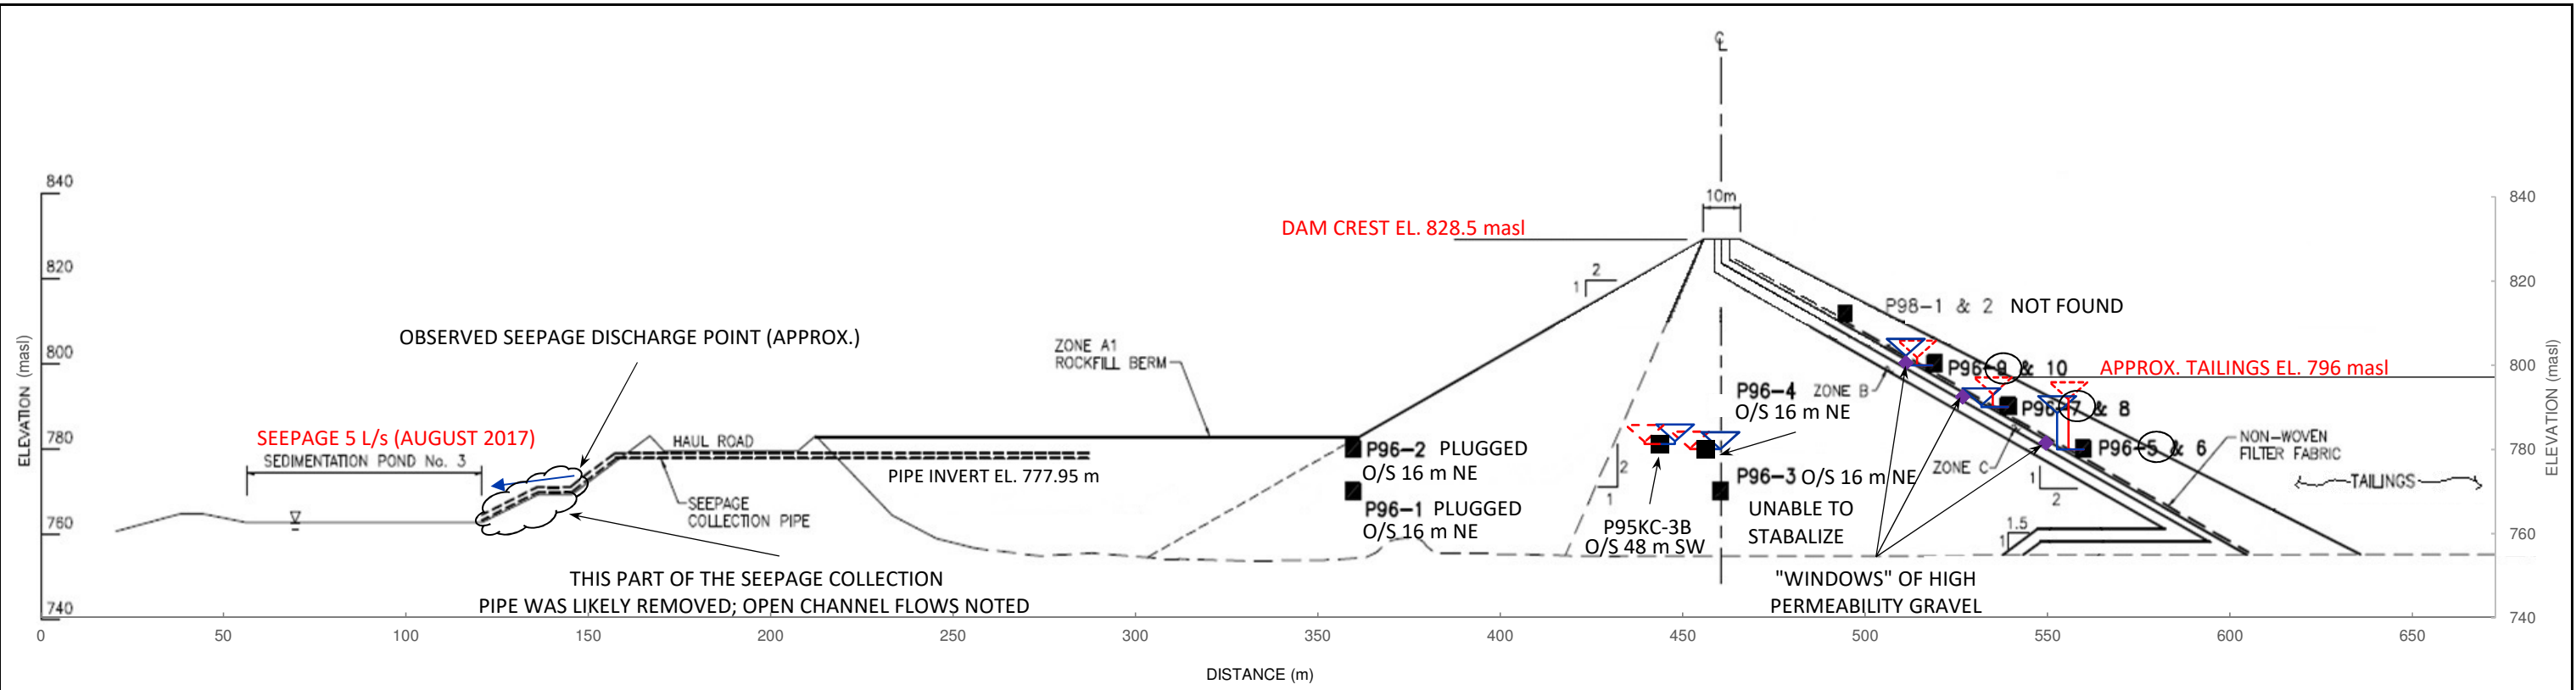 ℄
10m
840
820
800
780
760
740
ELEVATION (masl)
DAM CREST EL. 828.5 masl
2
1
OBSERVED SEEPAGE DISCHARGE POINT (APPROX.)
ZONE A1
ROCKFILL BERM
P98-1 & 2 NOT FOUND
P96-9 & 10
APPROX. TAILINGS EL. 796 masl
P96-4 ZONE B
O/S 16 m NE
P96-7 & 8
SEEPAGE 5 L/s (AUGUST 2017)
SEDIMENTATION POND No. 3
HAUL ROAD
PIPE INVERT EL. 777.95 m
SEEPAGE
COLLECTION PIPE
P96-2 PLUGGED
O/S 16 m NE
P96-1 PLUGGED
O/S 16 m NE
2
1
P95KC-3B
O/S 48 m SW
P96-3 O/S 16 m NE
UNABLE TO
STABALIZE
ZONE C
1
2
P96-5 & 6
NON-WOVEN
FILTER FABRIC
TAILINGS
1.5
1
THIS PART OF THE SEEPAGE COLLECTION
PIPE WAS LIKELY REMOVED; OPEN CHANNEL FLOWS NOTED
"WINDOWS" OF HIGH
PERMEABILITY GRAVEL
840
820
800
780
760
740
ELEVATION (masl)
0 50 100 150 200 250 300 350 400 450 500 550 600 650
DISTANCE (m)